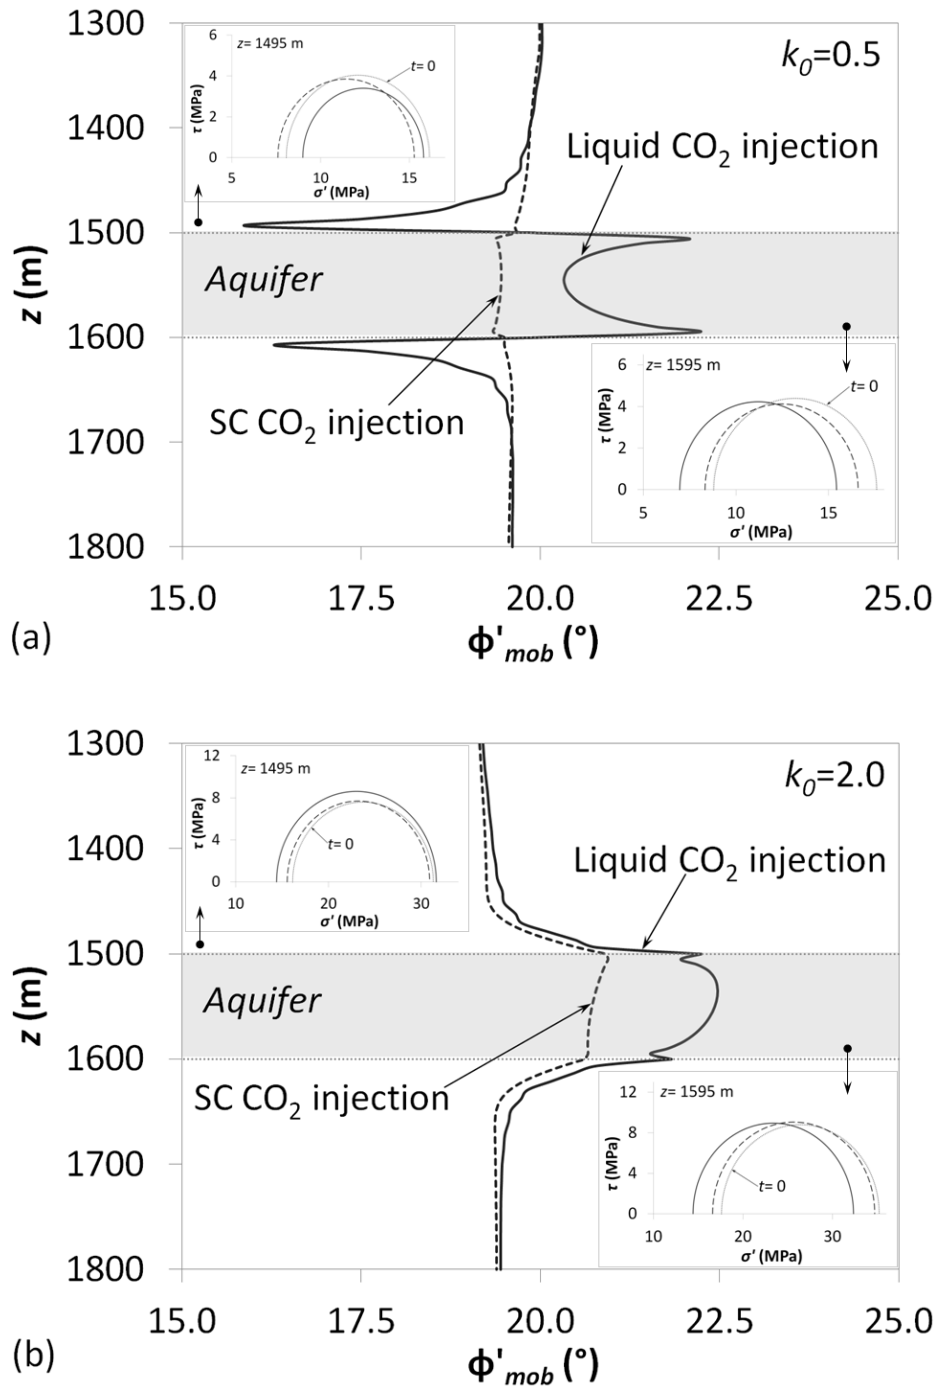 1300
1400
1500
1600
1700
1800
z (m)
k₀=0.5
z= 1495 m
t= 0
6
4
2
0
τ (MPa)
5
10
15
σ' (MPa)
Liquid CO₂ injection
Aquifer
SC CO₂ injection
z= 1595 m
t= 0
6
4
2
0
τ (MPa)
5
10
15
σ' (MPa)
15.0
17.5
20.0
22.5
25.0
ϕ'mob (°)
(a)
1300
1400
1500
1600
1700
1800
z (m)
k₀=2.0
z= 1495 m
t= 0
12
8
4
0
τ (MPa)
10
20
30
σ' (MPa)
Liquid CO₂ injection
Aquifer
SC CO₂ injection
z= 1595 m
t= 0
12
8
4
0
τ (MPa)
10
20
30
σ' (MPa)
15.0
17.5
20.0
22.5
25.0
ϕ'mob (°)
(b)